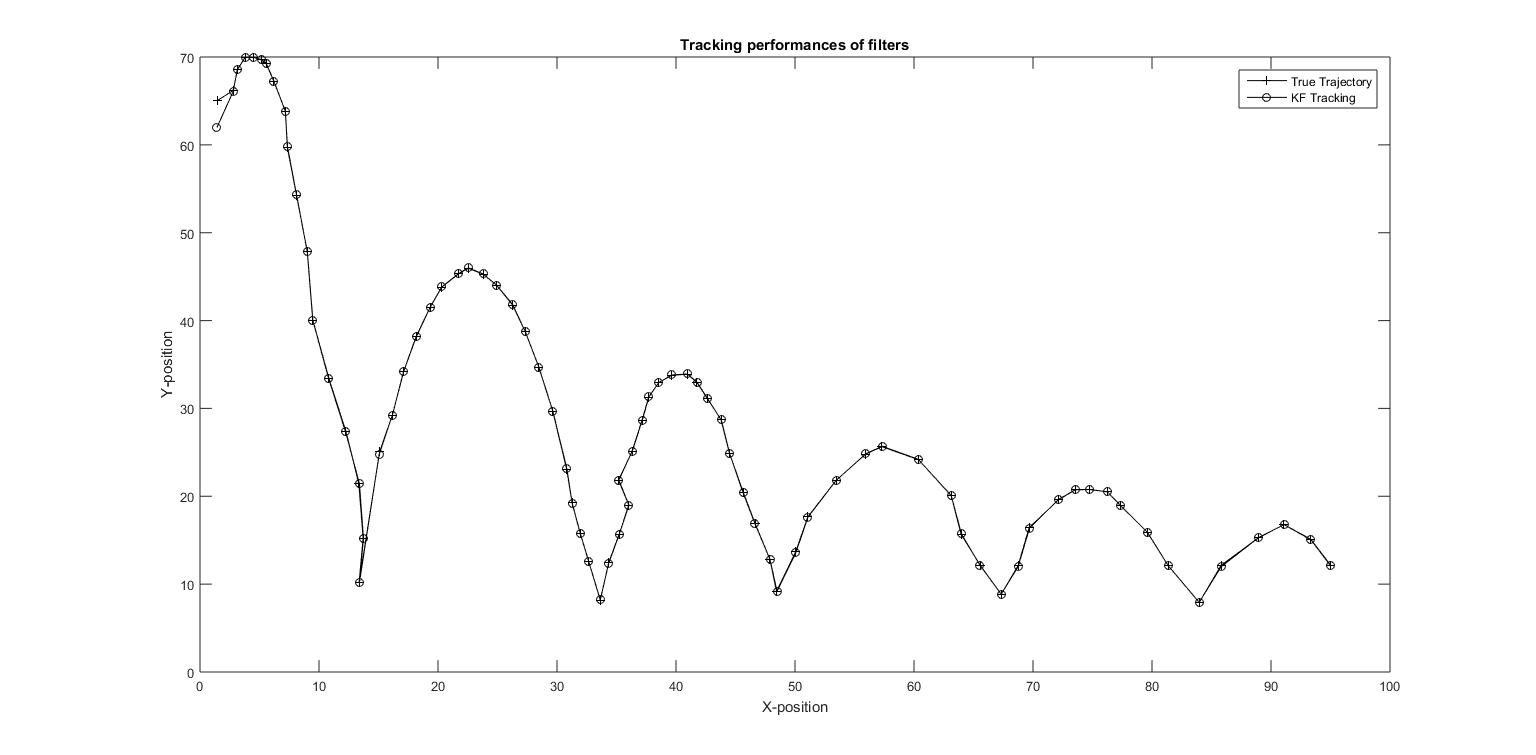 Tracking performances of filters
True Trajectory
KF Tracking
Y-position
70
60
50
40
30
20
10
0
0 10 20 30 40 50 60 70 80 90 100
X-position